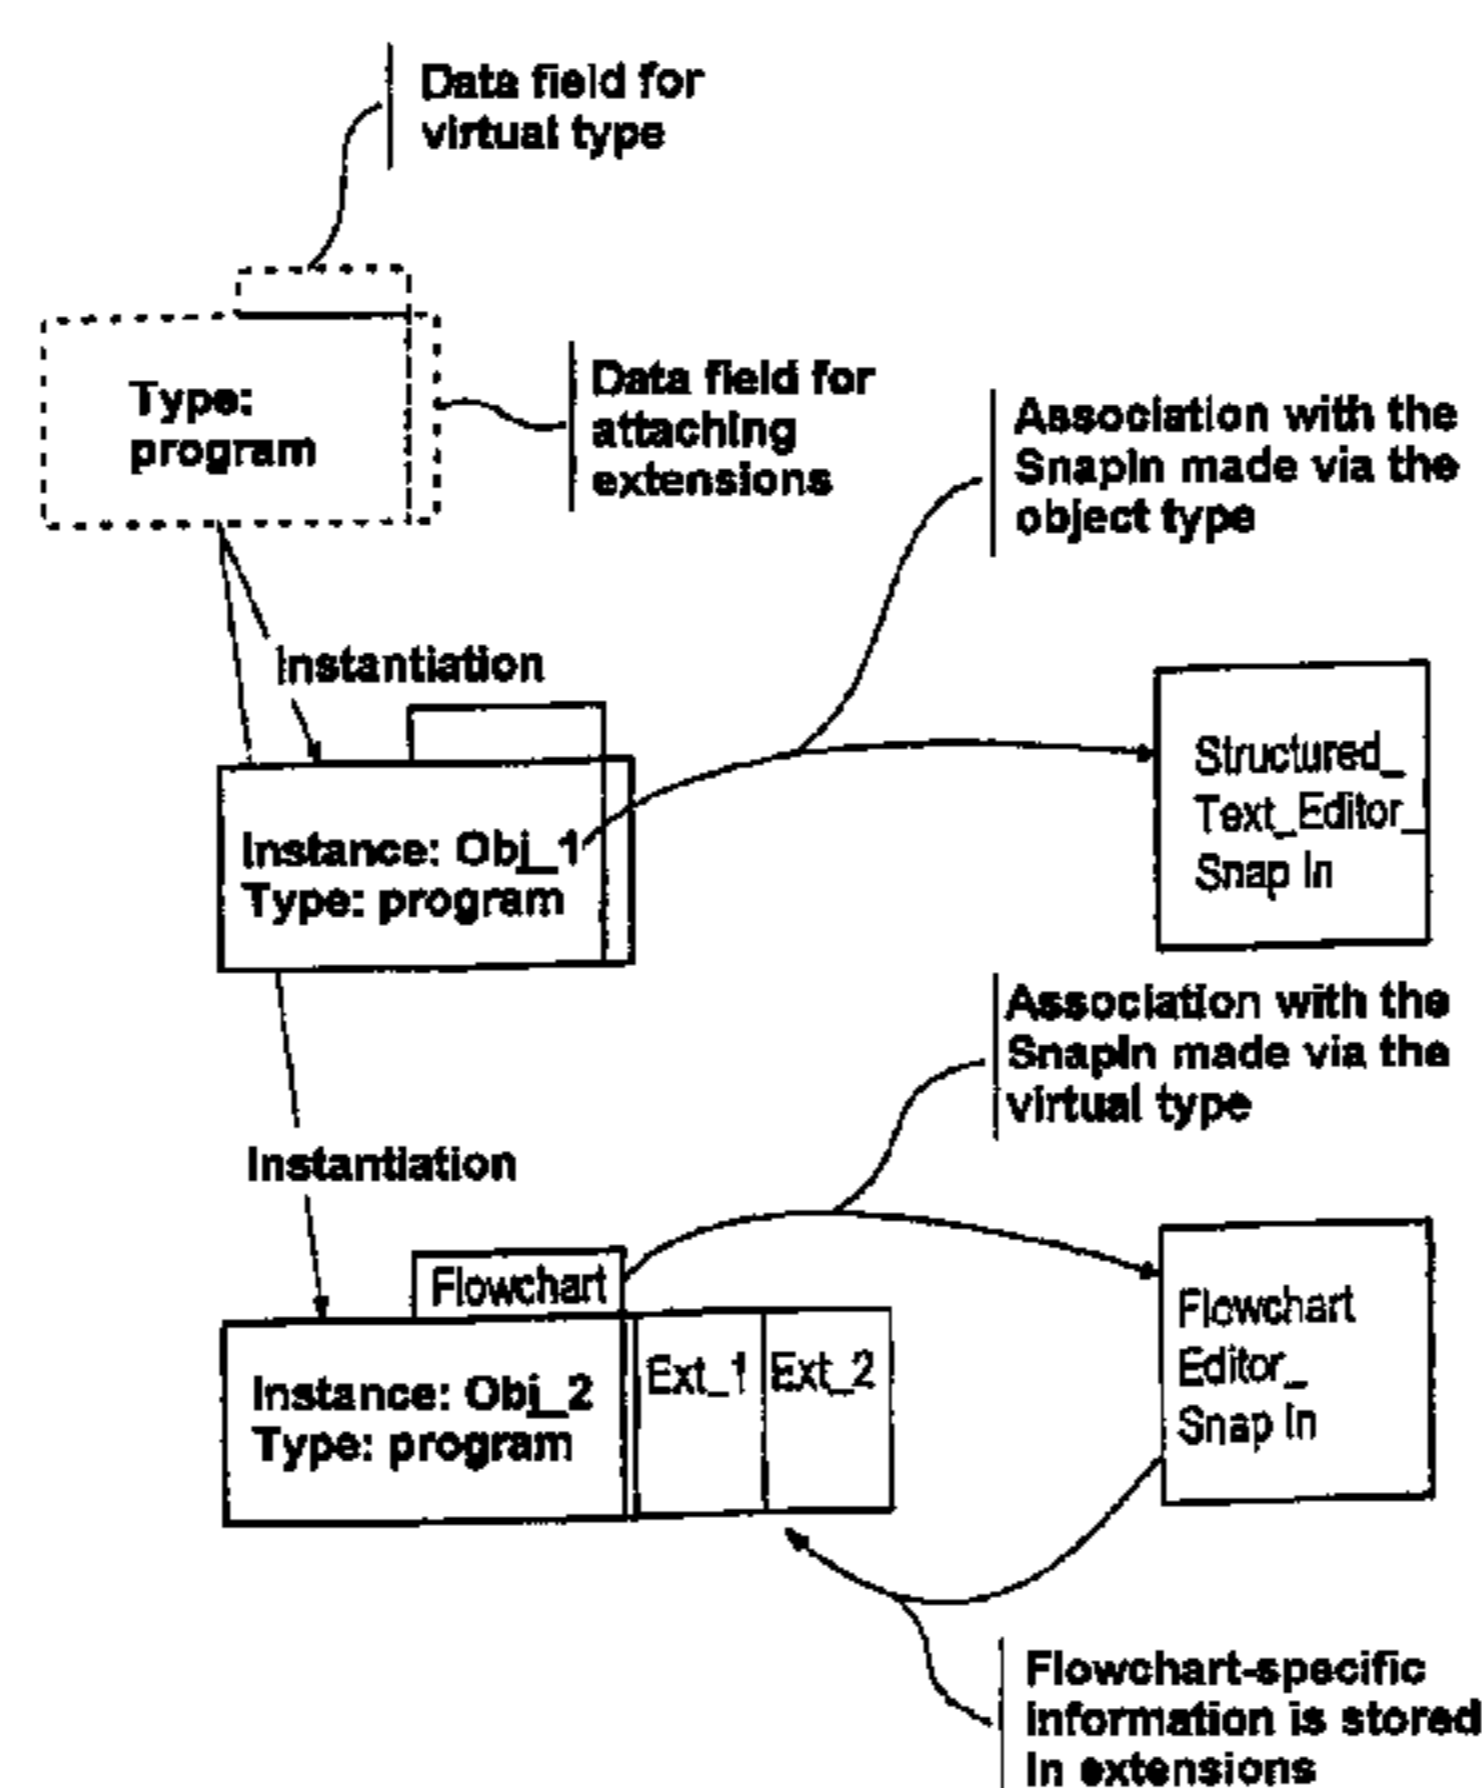 Data field for
virtual type
Type:
program
Data field for
attaching
extensions
Association with the
SnapIn made via the
object type
Instantiation
Structured_
Text_Editor_
Snap In
Instance: Obj_1
Type: program
Association with the
SnapIn made via the
virtual type
Instantiation
Flowchart
Ext_1
Ext_2
Instance: Obj_2
Type: program
Flowchart
Editor_
Snap In
Flowchart-specific
information is stored
in extensions